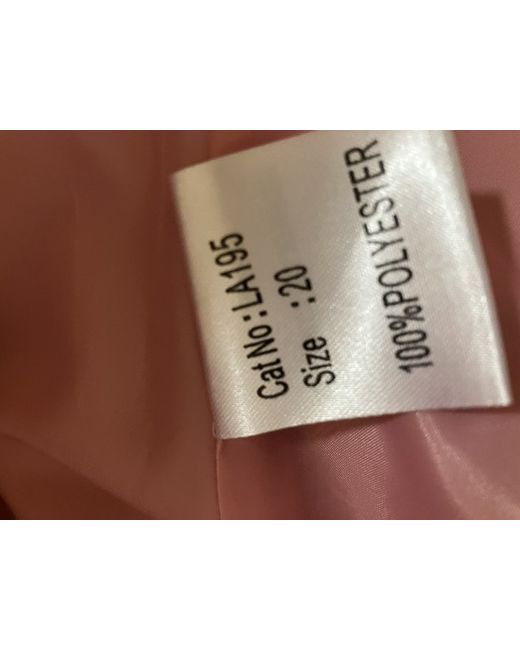 Cat No: LA195
Size : 20
100%POLYESTER